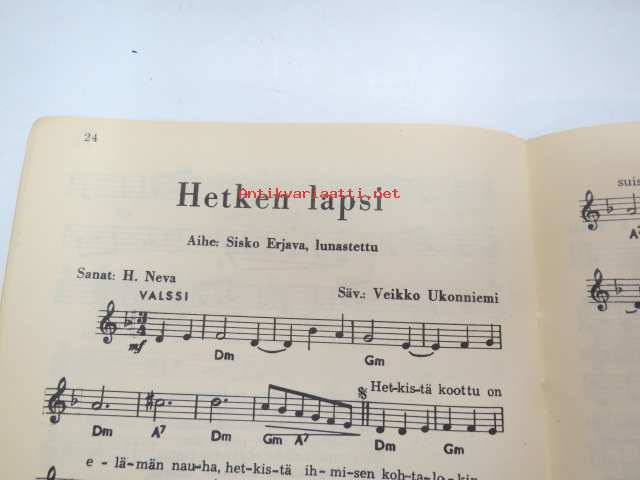 24
Hetken lapsi
Antikvariaatti.net
Aihe: Sisko Erjava, lunastettu
Sanat: H. Neva
Säv.: Veikko Ukonniemi
VALSSI
mf
Dm Gm
Het-kis-tä koottu on
Dm A7 Dm Gm A7 Dm Gm
e - lä-män nau-ha, het-kis-tä ih-mi-sen koh-ta-lo-kin
suis
A7